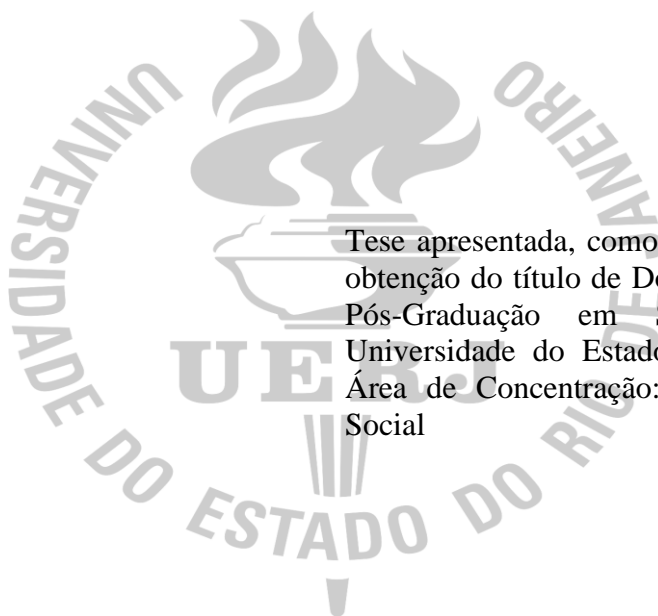 UNIVERSIDADE DO ESTADO DO RIO DE JANEIRO
UERJ
Tese apresentada, como
obtenção do título de
Pós-Graduação em
Universidade do Estado
Área de Concentração:
Social